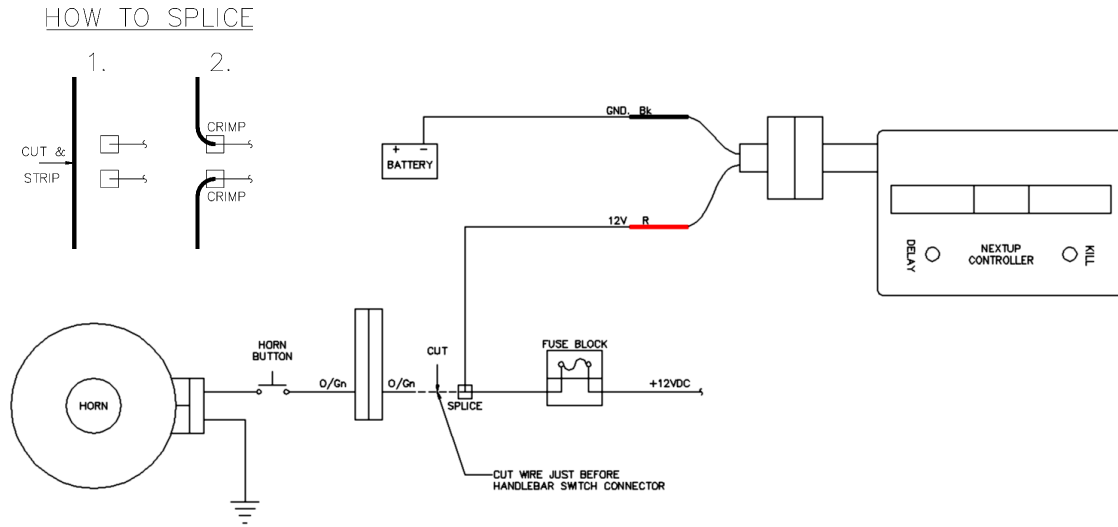 HOW TO SPLICE
1.
2.
CUT &
STRIP
CRIMP
CRIMP
GND. Bk
+ −
BATTERY
12V R
DELAY
NEXTUP
CONTROLLER
KILL
HORN
HORN
BUTTON
O/Gn
O/Gn
CUT
SPLICE
FUSE BLOCK
+12VDC
CUT WIRE JUST BEFORE
HANDLEBAR SWITCH CONNECTOR